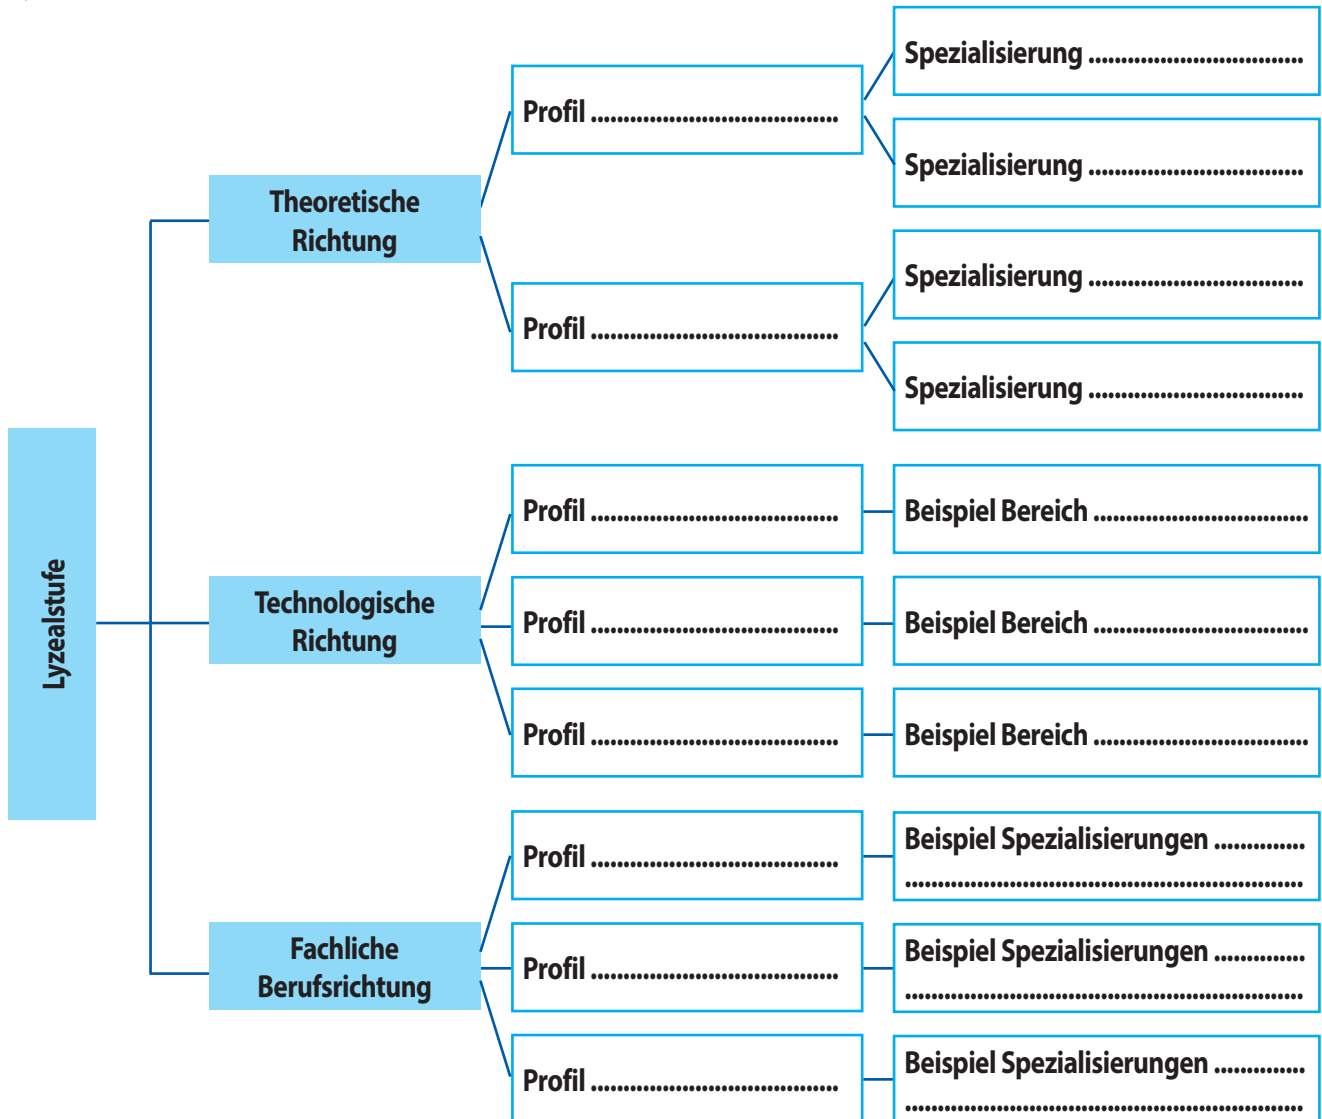 Lyzealstufe
Theoretische
Richtung
Profil ......................................
Spezialisierung .................................
Spezialisierung .................................
Profil ......................................
Spezialisierung .................................
Spezialisierung .................................
Technologische
Richtung
Profil ......................................
Beispiel Bereich .................................
Profil ......................................
Beispiel Bereich .................................
Profil ......................................
Beispiel Bereich .................................
Fachliche
Berufsrichtung
Profil ......................................
Beispiel Spezialisierungen ..............
.............................................................
Profil ......................................
Beispiel Spezialisierungen ..............
.............................................................
Profil ......................................
Beispiel Spezialisierungen ..............
.............................................................